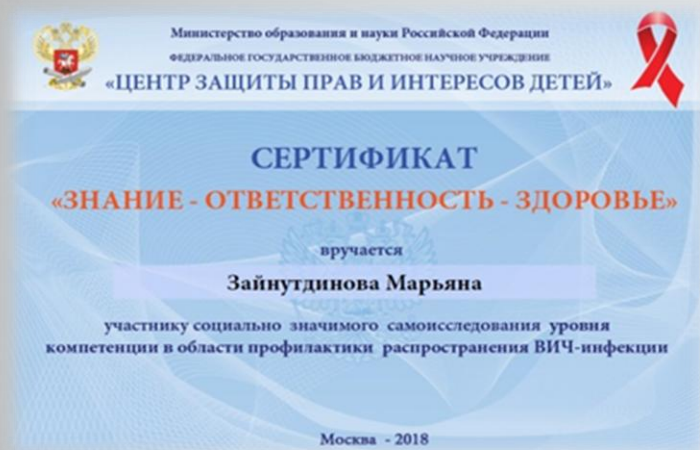 Министерство образования и науки Российской Федерации
ФЕДЕРАЛЬНОЕ ГОСУДАРСТВЕННОЕ БЮДЖЕТНОЕ НАУЧНОЕ УЧРЕЖДЕНИЕ
«ЦЕНТР ЗАЩИТЫ ПРАВ И ИНТЕРЕСОВ ДЕТЕЙ»
СЕРТИФИКАТ
«ЗНАНИЕ - ОТВЕТСТВЕННОСТЬ - ЗДОРОВЬЕ»
вручается
Зайнутдинова Марьяна
участнику социально значимого самоисследования уровня
компетенции в области профилактики распространения ВИЧ-инфекции
Москва - 2018